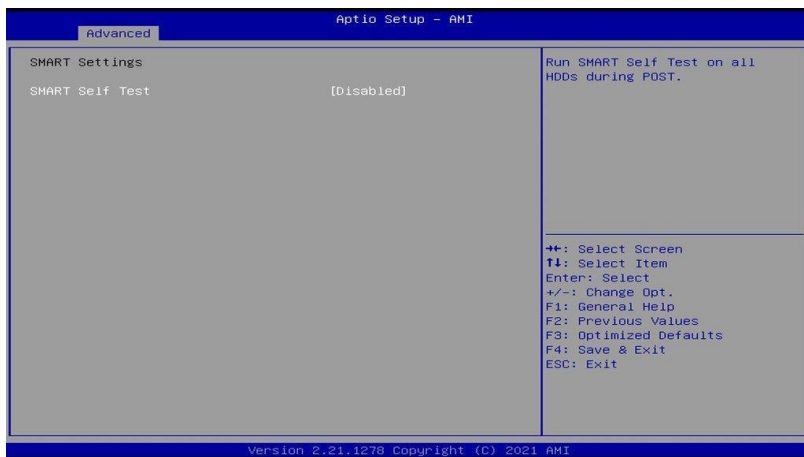 Aptio Setup – AMI
Advanced
SMART Settings
SMART Self Test [Disabled]
Run SMART Self Test on all
HDDs during POST.
→←: Select Screen
↑↓: Select Item
Enter: Select
+/-: Change Opt.
F1: General Help
F2: Previous Values
F3: Optimized Defaults
F4: Save & Exit
ESC: Exit
Version 2.21.1278 Copyright (C) 2021 AMI